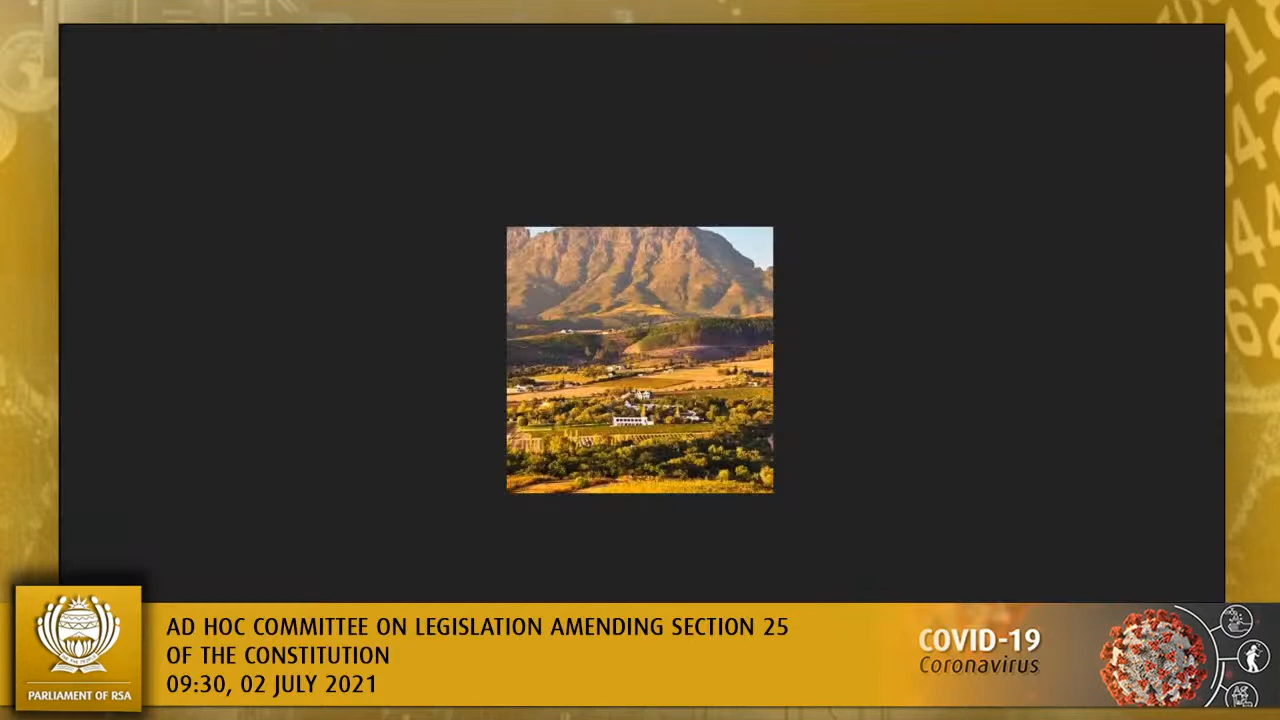 AD HOC COMMITTEE ON LEGISLATION AMENDING SECTION 25
OF THE CONSTITUTION
09:30, 02 JULY 2021
PARLIAMENT OF RSA
COVID-19
Coronavirus